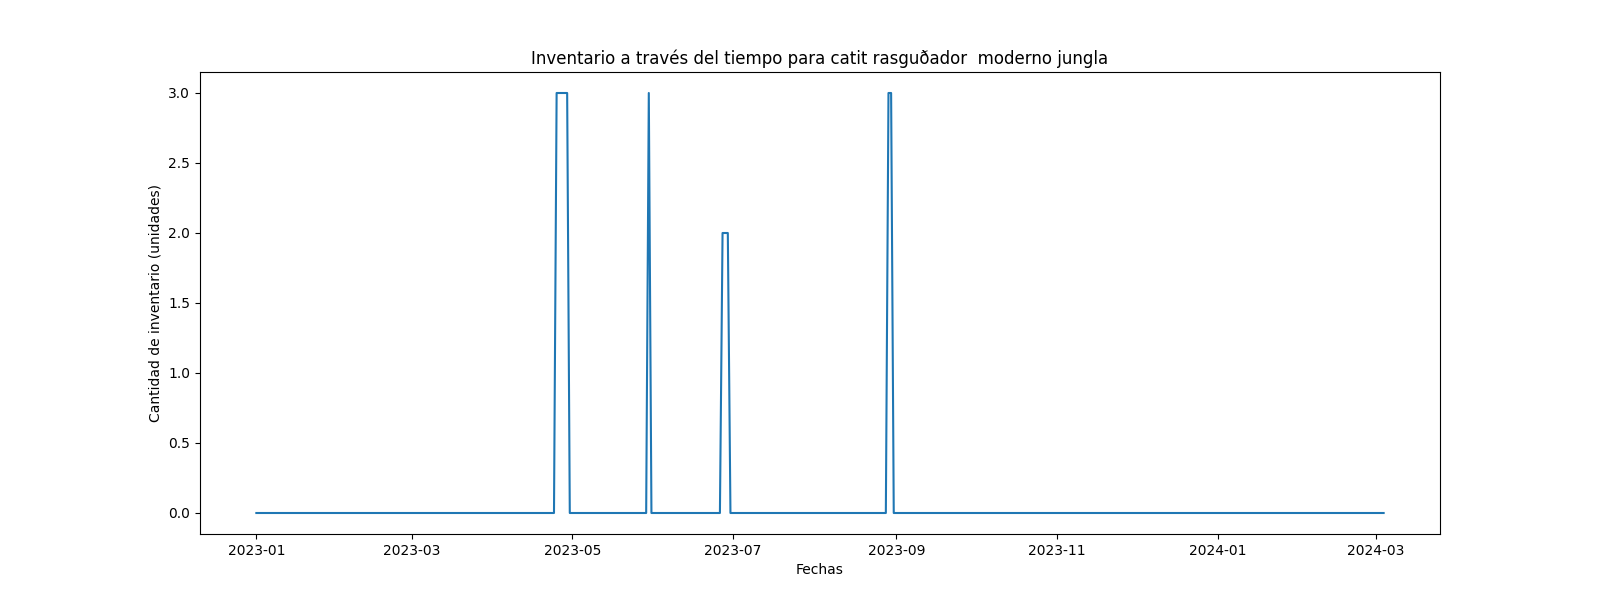 Inventario a través del tiempo para catit rasguðador  moderno jungla
3.0
2.5
2.0
1.5
1.0
0.5
0.0
Cantidad de inventario (unidades)
2023-01 2023-03 2023-05 2023-07 2023-09 2023-11 2024-01 2024-03
Fechas